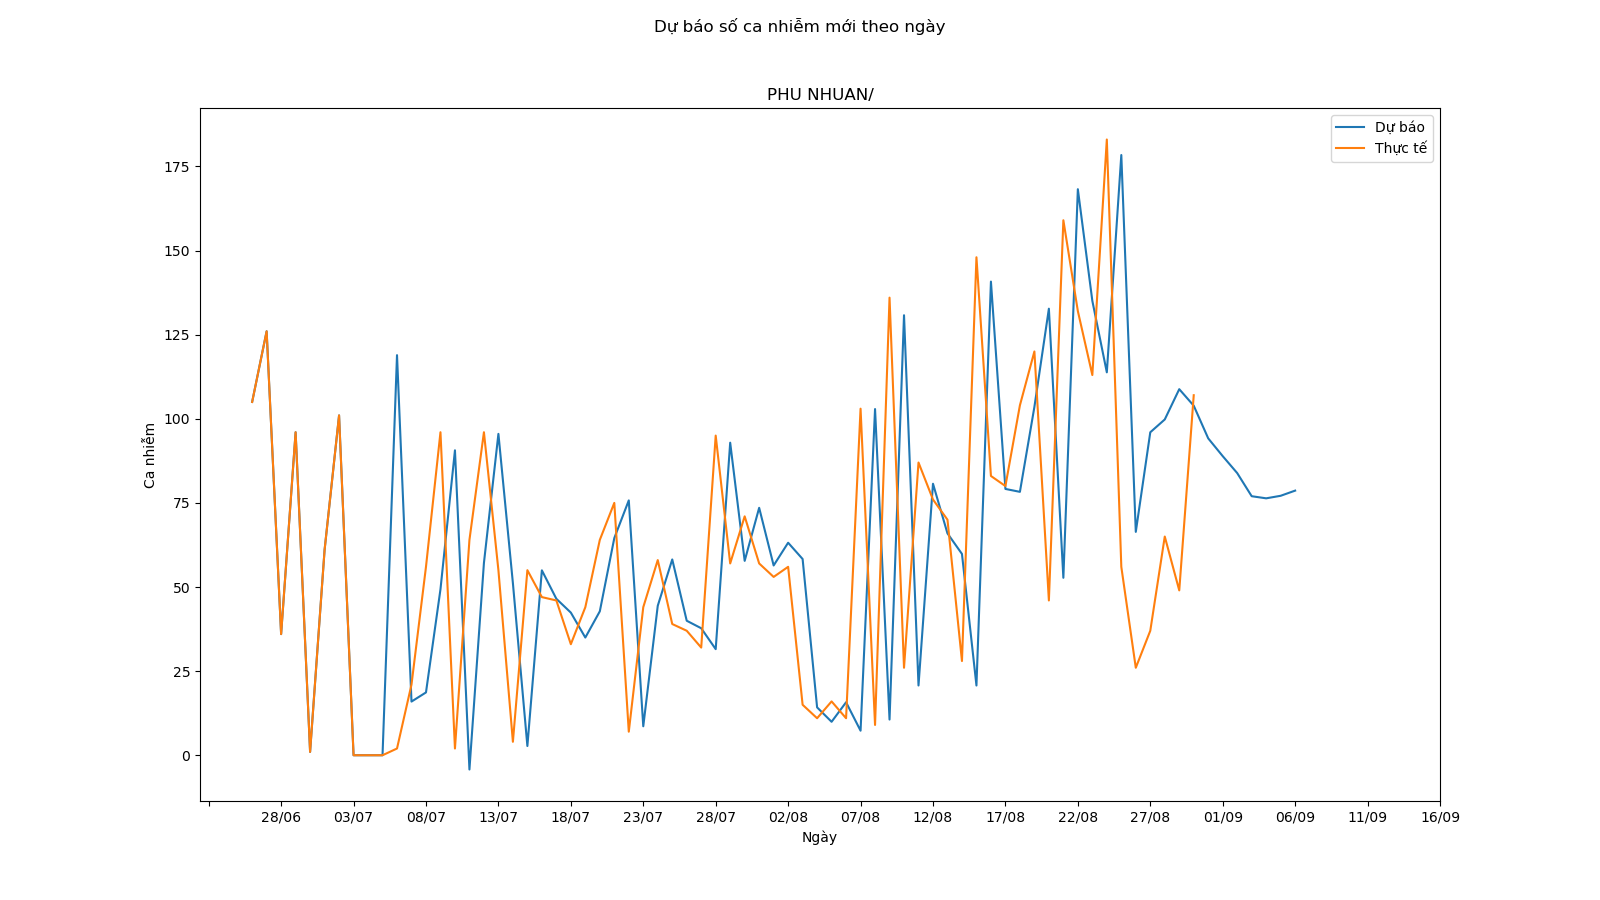 Dự báo số ca nhiễm mới theo ngày
PHU NHUAN/
Dự báo
Thực tế
175
150
125
100
75
50
25
0
Ca nhiễm
28/06 03/07 08/07 13/07 18/07 23/07 28/07 02/08 07/08 12/08 17/08 22/08 27/08 01/09 06/09 11/09 16/09
Ngày